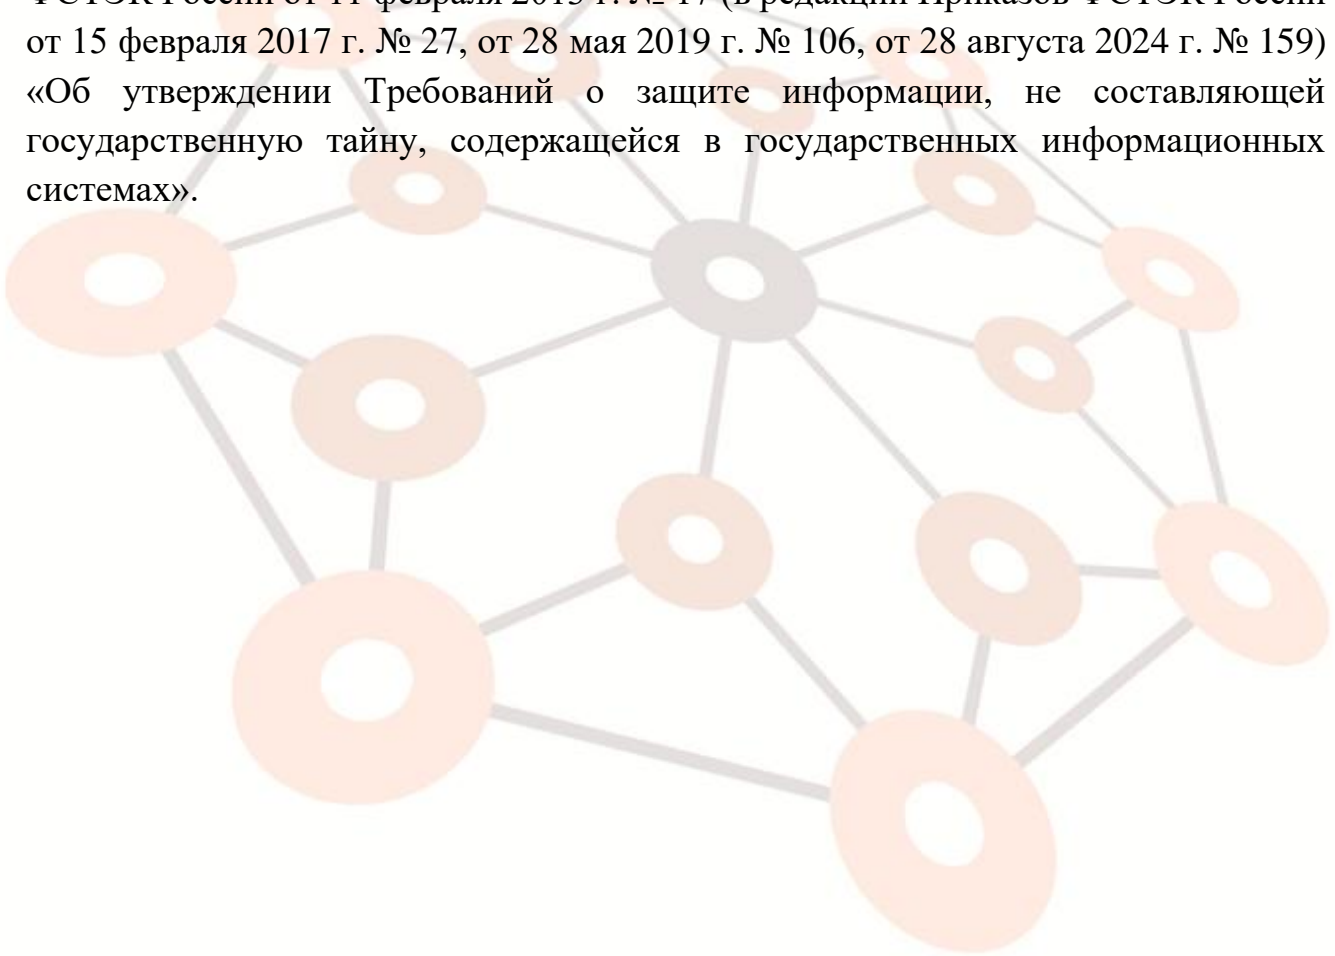 ФСТЭК России от 11 февраля 2013 г. № 17 (в редакции Приказов ФСТЭК России
от 15 февраля 2017 г. № 27, от 28 мая 2019 г. № 106, от 28 августа 2024 г. № 159)
«Об утверждении Требований о защите информации, не составляющей
государственную тайну, содержащейся в государственных информационных
системах».